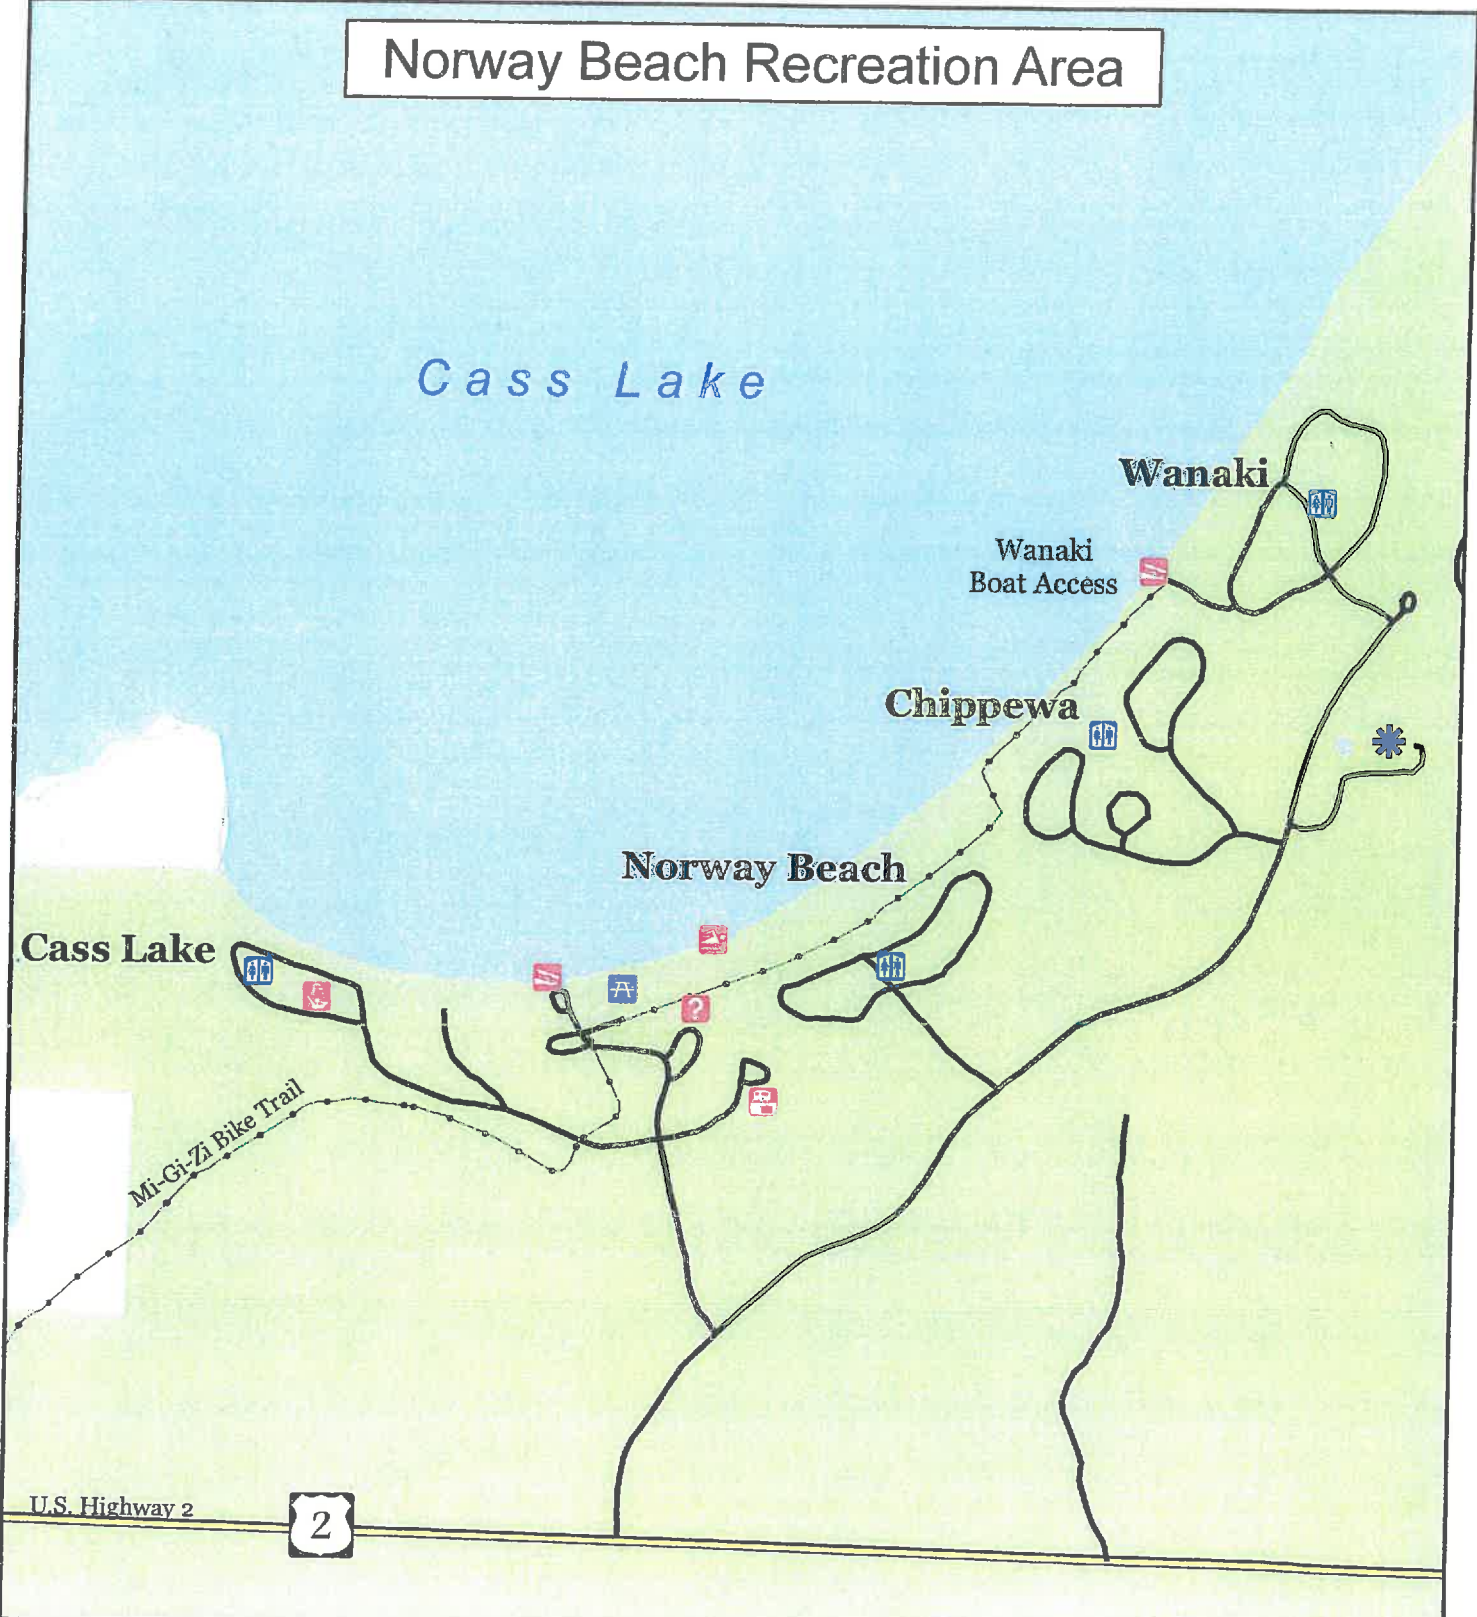 Norway Beach Recreation Area
Cass Lake
Wanaki
Wanaki
Boat Access
Chippewa
Norway Beach
Cass Lake
?
Mi-Gi-Zi Bike Trail
U.S. Highway 2
2